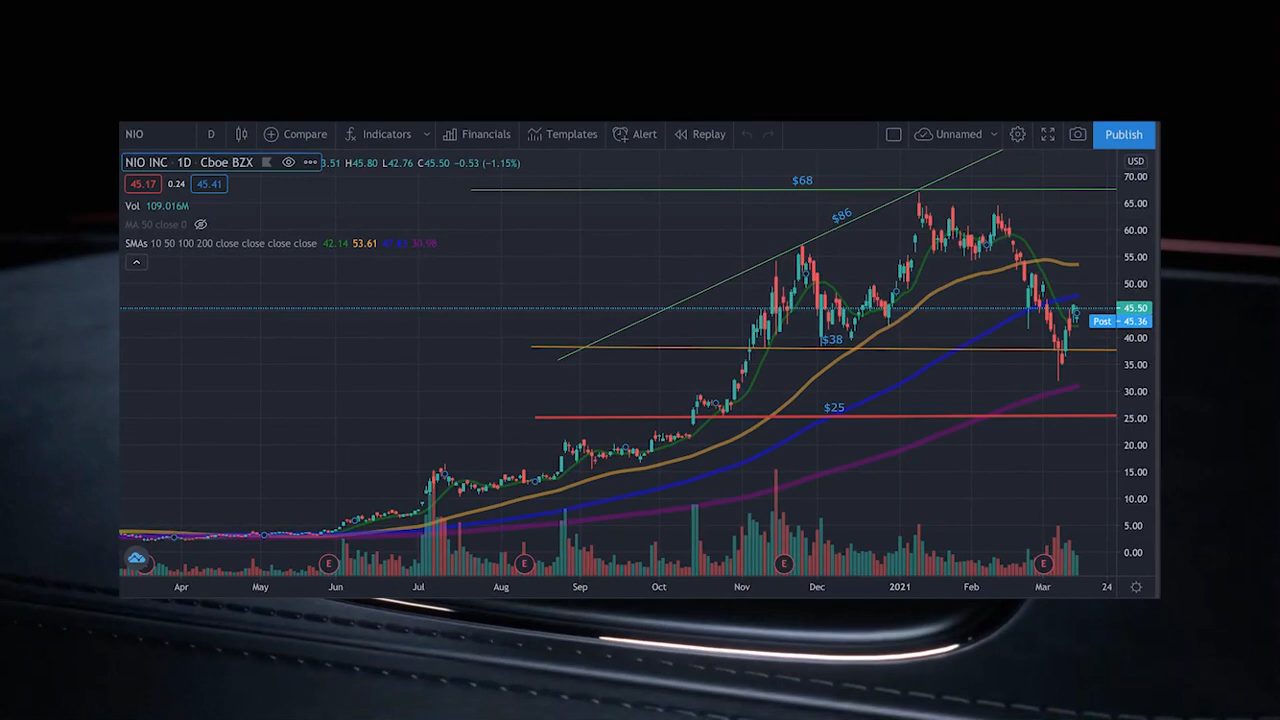 NIO D Compare Indicators Financials Templates Alert Replay Unnamed Publish
NIO INC 1D Cboe BZX 3.51 H45.80 L42.76 C45.50 −0.53 (−1.15%)
USD
45.17 0.24 45.41
Vol 109.016M
MA 50 close 0
SMAs 10 50 100 200 close close close close 42.14 53.61
70.00
65.00
60.00
55.00
50.00
45.50
Post 45.36
40.00
35.00
30.00
25.00
20.00
15.00
10.00
5.00
0.00
$68
$86
$38
$25
E E E E
Apr May Jun Jul Aug Sep Oct Nov Dec 2021 Feb Mar 24